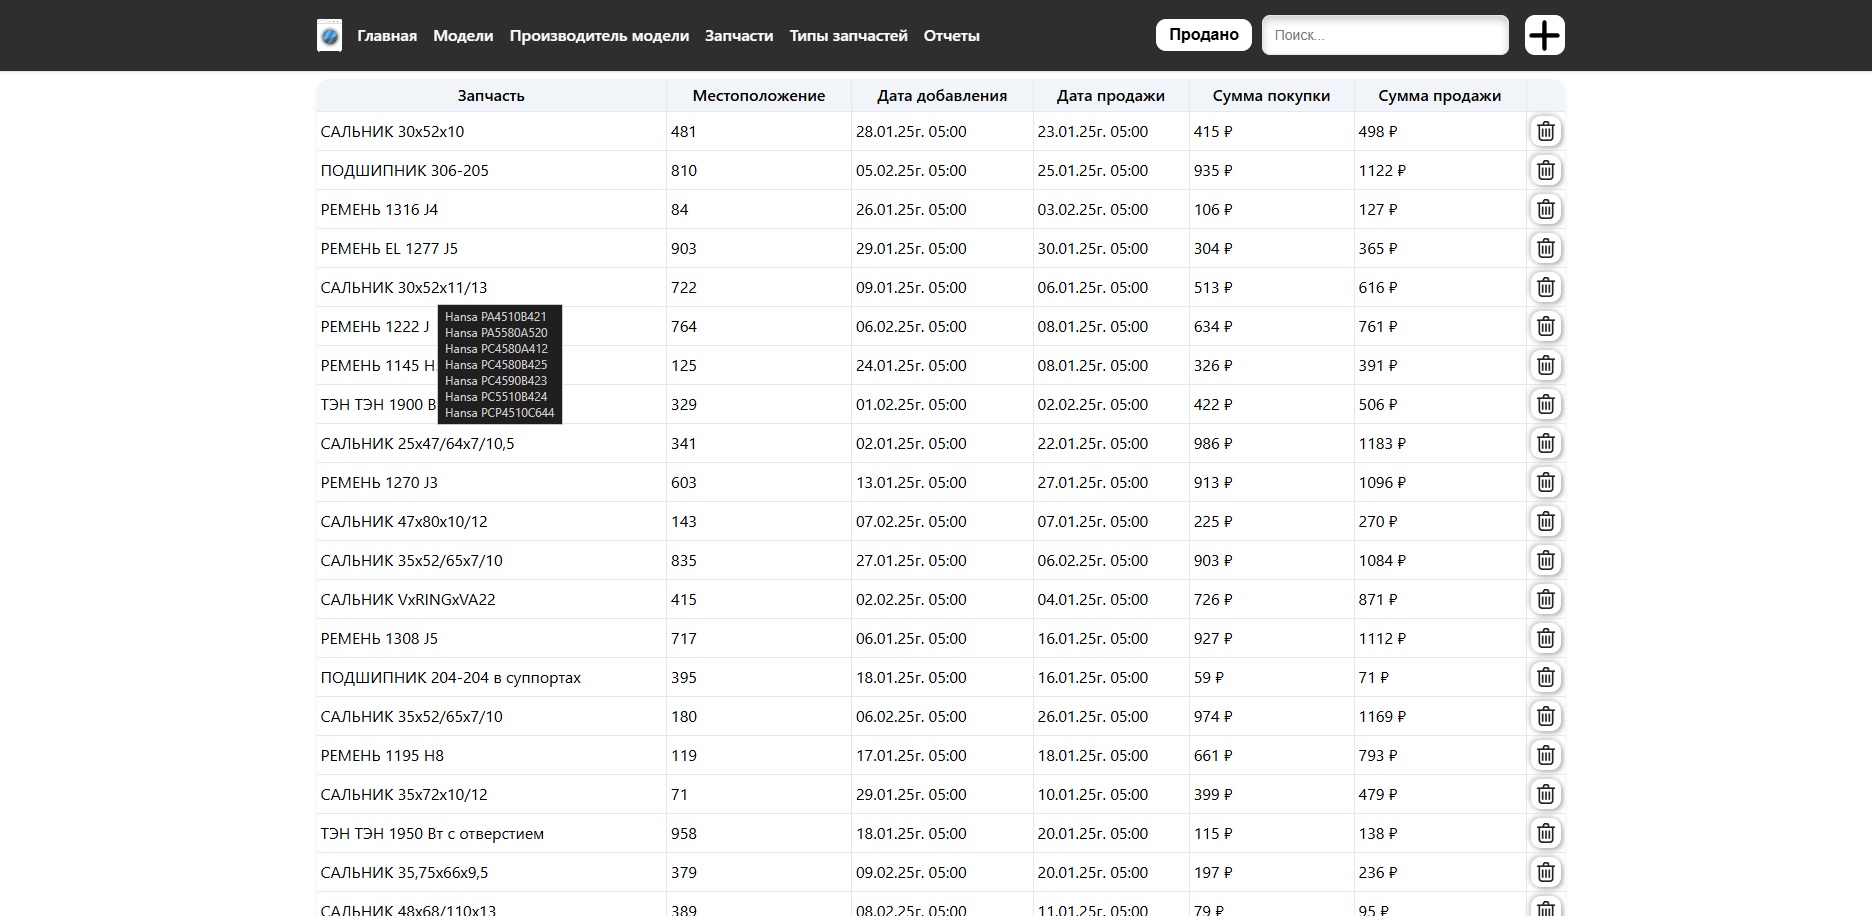 Главная Модели Производитель модели Запчасти Типы запчастей Отчеты Продано Поиск...
Запчасть Местоположение Дата добавления Дата продажи Сумма покупки Сумма продажи
САЛЬНИК 30x52x10 481 28.01.25г. 05:00 23.01.25г. 05:00 415 ₽ 498 ₽
ПОДШИПНИК 306-205 810 05.02.25г. 05:00 25.01.25г. 05:00 935 ₽ 1122 ₽
РЕМЕНЬ 1316 J4 84 26.01.25г. 05:00 03.02.25г. 05:00 106 ₽ 127 ₽
РЕМЕНЬ EL 1277 J5 903 29.01.25г. 05:00 30.01.25г. 05:00 304 ₽ 365 ₽
САЛЬНИК 30x52x11/13 722 09.01.25г. 05:00 06.01.25г. 05:00 513 ₽ 616 ₽
Hansa PA4510B421
Hansa PA5580A520
Hansa PC4580A412
Hansa PC4580B425
Hansa PC4590B423
Hansa PC5510B424
Hansa PCP4510C644
РЕМЕНЬ 1222 J 764 06.02.25г. 05:00 08.01.25г. 05:00 634 ₽ 761 ₽
РЕМЕНЬ 1145 H 125 24.01.25г. 05:00 08.01.25г. 05:00 326 ₽ 391 ₽
ТЭН ТЭН 1900 В 329 01.02.25г. 05:00 02.02.25г. 05:00 422 ₽ 506 ₽
САЛЬНИК 25x47/64x7/10,5 341 02.01.25г. 05:00 22.01.25г. 05:00 986 ₽ 1183 ₽
РЕМЕНЬ 1270 J3 603 13.01.25г. 05:00 27.01.25г. 05:00 913 ₽ 1096 ₽
САЛЬНИК 47x80x10/12 143 07.02.25г. 05:00 07.01.25г. 05:00 225 ₽ 270 ₽
САЛЬНИК 35x52/65x7/10 835 27.01.25г. 05:00 06.02.25г. 05:00 903 ₽ 1084 ₽
САЛЬНИК VxRINGxVA22 415 02.02.25г. 05:00 04.01.25г. 05:00 726 ₽ 871 ₽
РЕМЕНЬ 1308 J5 717 06.01.25г. 05:00 16.01.25г. 05:00 927 ₽ 1112 ₽
ПОДШИПНИК 204-204 в суппортах 395 18.01.25г. 05:00 16.01.25г. 05:00 59 ₽ 71 ₽
САЛЬНИК 35x52/65x7/10 180 06.02.25г. 05:00 26.01.25г. 05:00 974 ₽ 1169 ₽
РЕМЕНЬ 1195 H8 119 17.01.25г. 05:00 18.01.25г. 05:00 661 ₽ 793 ₽
САЛЬНИК 35x72x10/12 71 29.01.25г. 05:00 10.01.25г. 05:00 399 ₽ 479 ₽
ТЭН ТЭН 1950 Вт с отверстием 958 18.01.25г. 05:00 20.01.25г. 05:00 115 ₽ 138 ₽
САЛЬНИК 35,75x66x9,5 379 09.02.25г. 05:00 20.01.25г. 05:00 197 ₽ 236 ₽
САЛЬНИК 48x68/110x13 389 08.02.25г. 05:00 11.01.25г. 05:00 79 ₽ 95 ₽